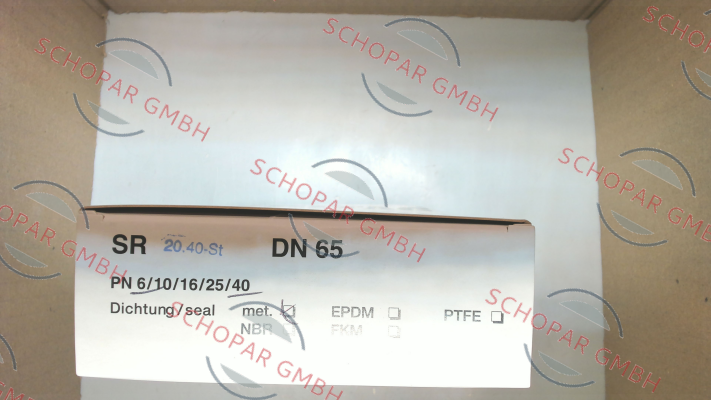 SCHOPAR GMBH
SCHOPAR GMBH
SCHOPAR GMBH
SCHOPAR GMBH
SCHOPAR GMBH
SCHOPAR GMBH
SCHOPAR GMBH
SR 20.40-St DN 65
PN 6/10/16/25/40
Dichtung/seal met. EPDM PTFE
NBR FKM